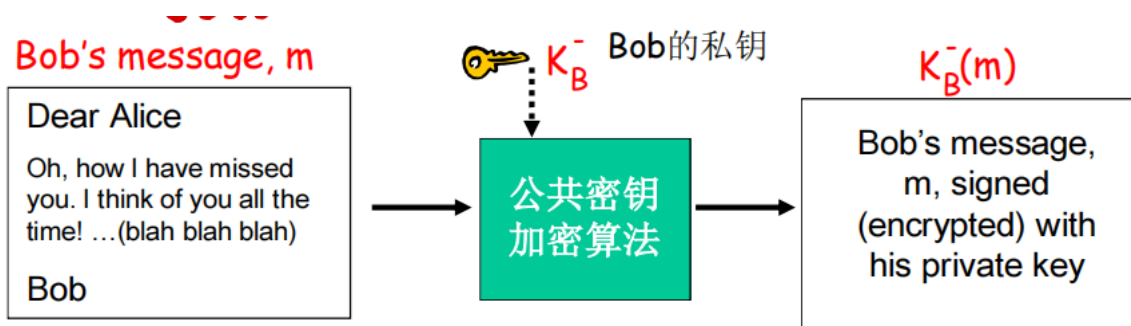 Bob's message, m
Dear Alice
Oh, how I have missed
you. I think of you all the
time! …(blah blah blah)
Bob
K_B^- Bob的私钥
公共密钥
加密算法
K_B^-(m)
Bob's message,
m, signed
(encrypted) with
his private key